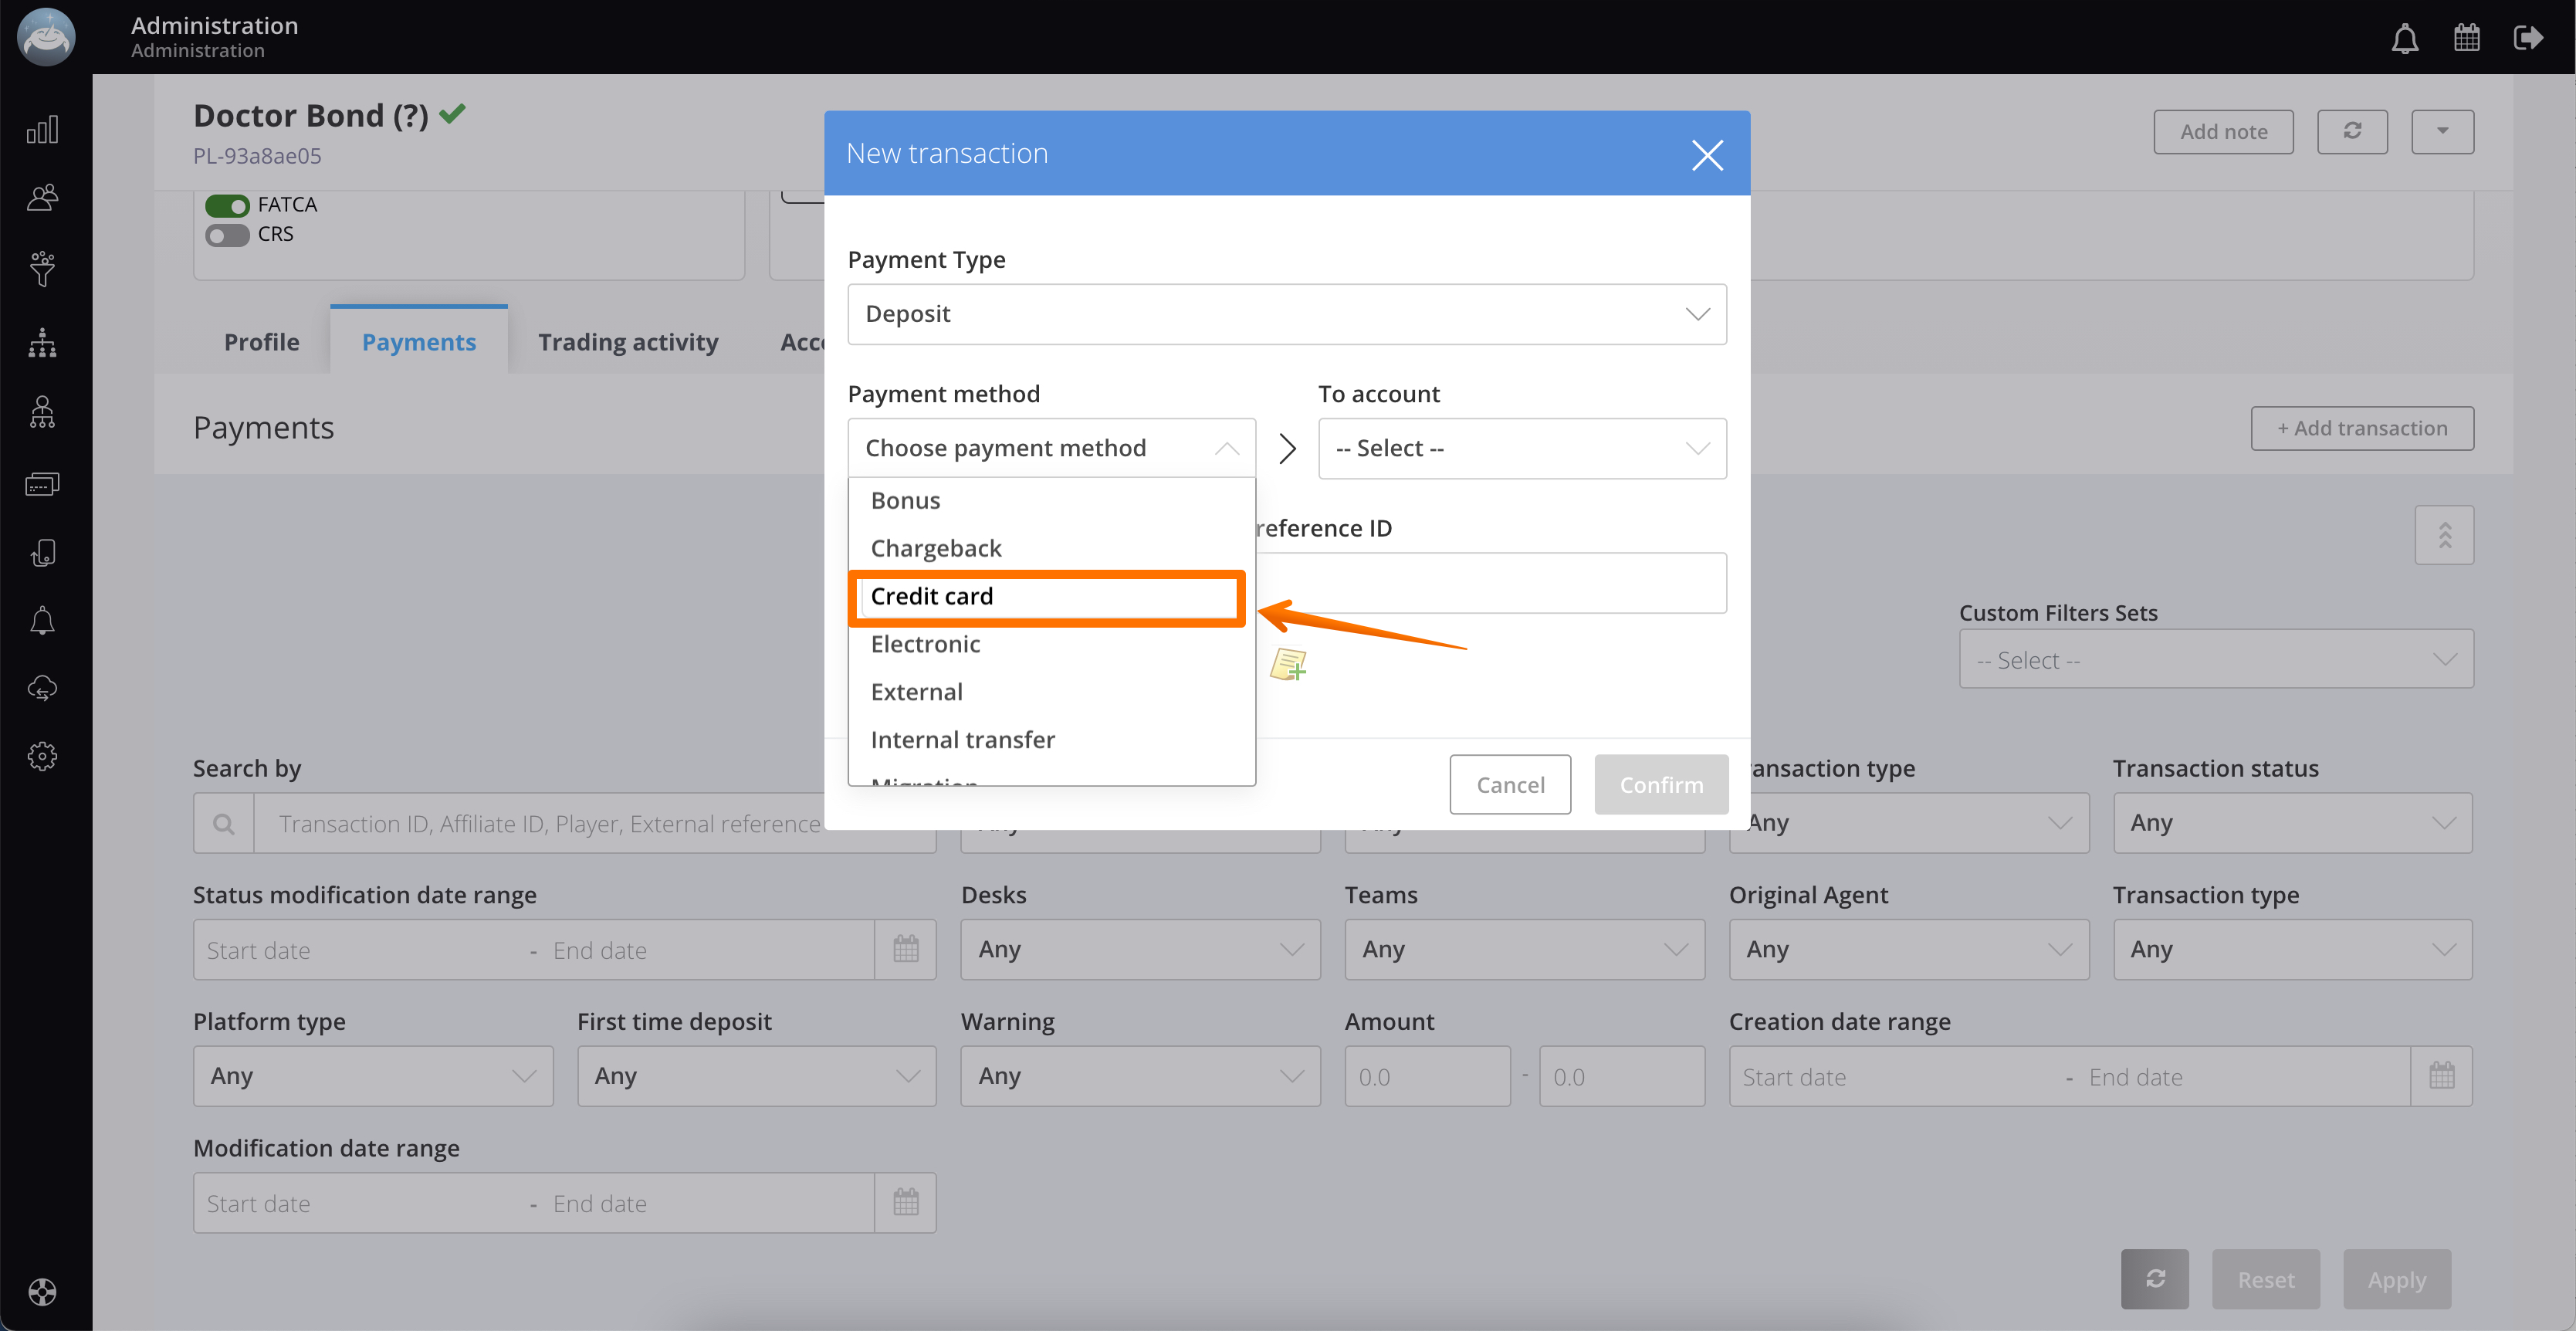 Administration
Administration
Doctor Bond (?)
PL-93a8ae05
Add note
FATCA
CRS
Profile
Payments
Trading activity
Payments
+ Add transaction
New transaction
Payment Type
Deposit
Payment method
To account
Choose payment method
-- Select --
Bonus
Chargeback
Credit card
Electronic
External
Internal transfer
Migration
reference ID
Cancel
Confirm
Custom Filters Sets
-- Select --
Search by
Transaction type
Transaction status
Transaction ID, Affiliate ID, Player, External reference
Any
Any
Any
Any
Status modification date range
Desks
Teams
Original Agent
Transaction type
Start date - End date
Any
Any
Any
Any
Platform type
First time deposit
Warning
Amount
Creation date range
Any
Any
Any
0.0 - 0.0
Start date - End date
Modification date range
Start date - End date
Reset
Apply